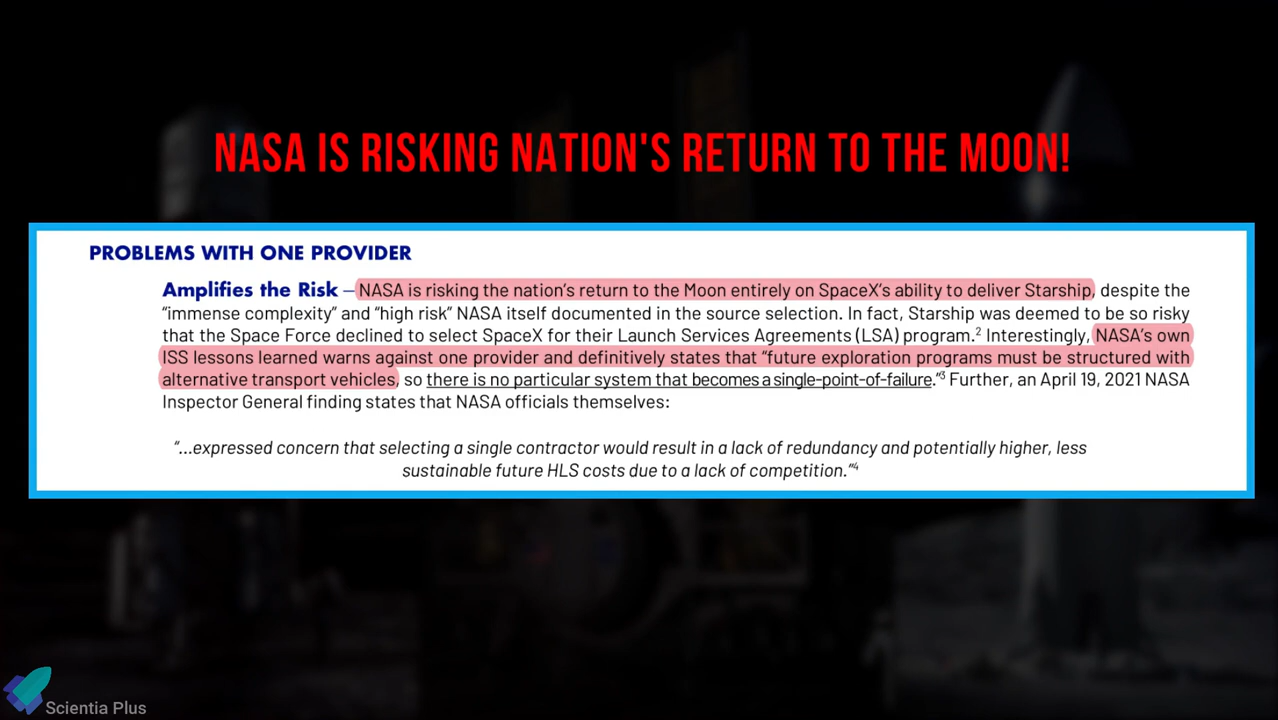 NASA IS RISKING NATION'S RETURN TO THE MOON!
PROBLEMS WITH ONE PROVIDER
Amplifies the Risk – NASA is risking the nation’s return to the Moon entirely on SpaceX’s ability to deliver Starship, despite the
“immense complexity” and “high risk” NASA itself documented in the source selection. In fact, Starship was deemed to be so risky
that the Space Force declined to select SpaceX for their Launch Services Agreements (LSA) program.² Interestingly, NASA’s own
ISS lessons learned warns against one provider and definitively states that “future exploration programs must be structured with
alternative transport vehicles, so there is no particular system that becomes a single-point-of-failure.”³ Further, an April 19, 2021 NASA
Inspector General finding states that NASA officials themselves:
“...expressed concern that selecting a single contractor would result in a lack of redundancy and potentially higher, less
sustainable future HLS costs due to a lack of competition.”⁴
Scientia Plus